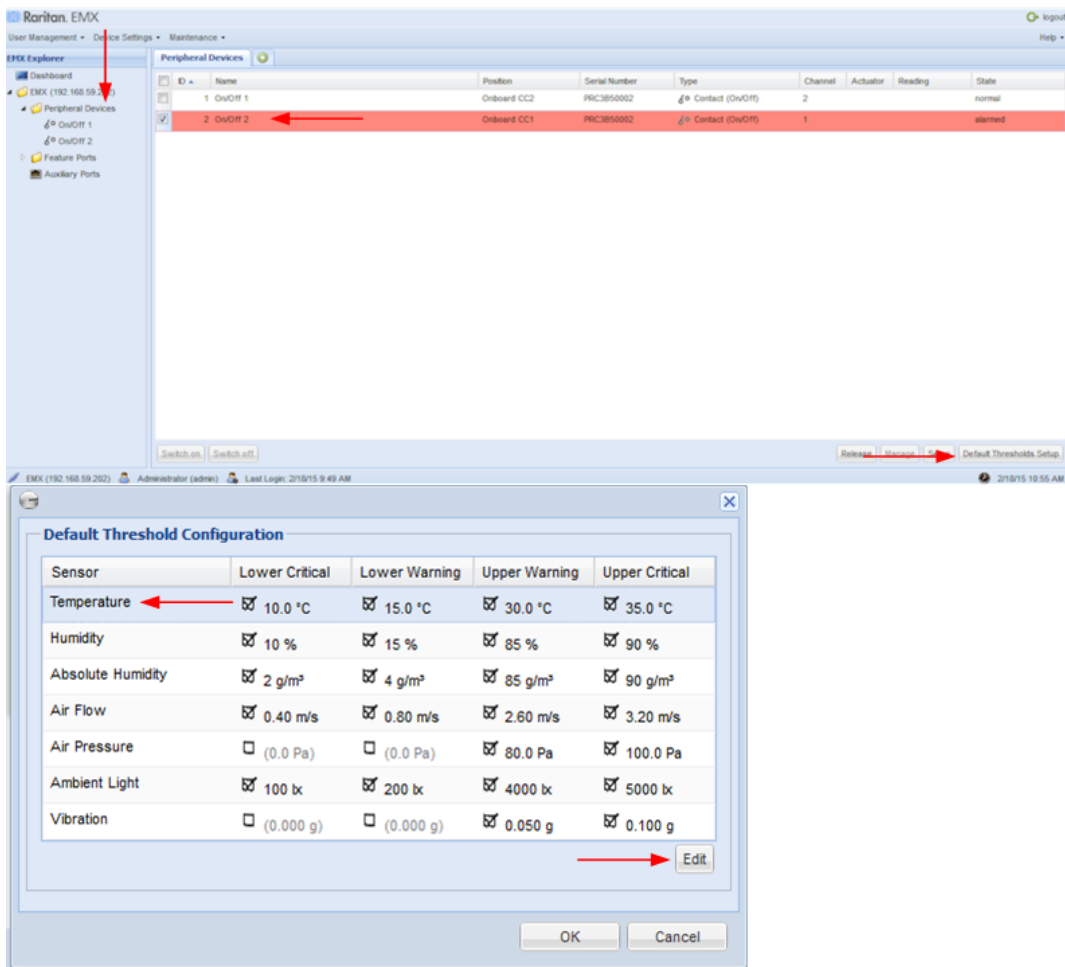 Raritan. EMX
logout
User Management Device Settings Maintenance
Help
EMX Explorer
Peripheral Devices
Dashboard
EMX (192.168.59.202)
Peripheral Devices
On/Off 1
On/Off 2
Feature Ports
Auxiliary Ports
ID Name Position Serial Number Type Channel Actuator Reading State
1 On/Off 1 Onboard CC2 PRC3B50002 Contact (On/Off) 2 normal
2 On/Off 2 Onboard CC1 PRC3B50002 Contact (On/Off) 1 alarmed
Switch on Switch off Release Manage Default Thresholds Setup
EMX (192.168.59.202) Administrator (admin) Last Login: 2/18/15 9:49 AM 2/18/15 10:55 AM
Default Threshold Configuration
Sensor Lower Critical Lower Warning Upper Warning Upper Critical
Temperature 10.0 °C 15.0 °C 30.0 °C 35.0 °C
Humidity 10 % 15 % 85 % 90 %
Absolute Humidity 2 g/m³ 4 g/m³ 85 g/m³ 90 g/m³
Air Flow 0.40 m/s 0.80 m/s 2.60 m/s 3.20 m/s
Air Pressure (0.0 Pa) (0.0 Pa) 80.0 Pa 100.0 Pa
Ambient Light 100 lx 200 lx 4000 lx 5000 lx
Vibration (0.000 g) (0.000 g) 0.050 g 0.100 g
Edit
OK Cancel